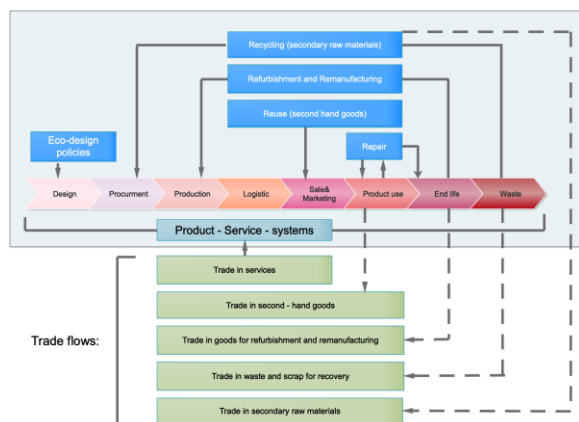 Recycling (secondary raw materials)
Refurbishment and Remanufacturing
Reuse (second hand goods)
Eco-design
policies
Repair
Design
Procurment
Production
Logistic
Sale&
Marketing
Product use
End life
Waste
Product - Service - systems
Trade in services
Trade in second - hand goods
Trade flows:
Trade in goods for refurbishment and remanufacturing
Trade in waste and scrap for recovery
Trade in secondary raw materials